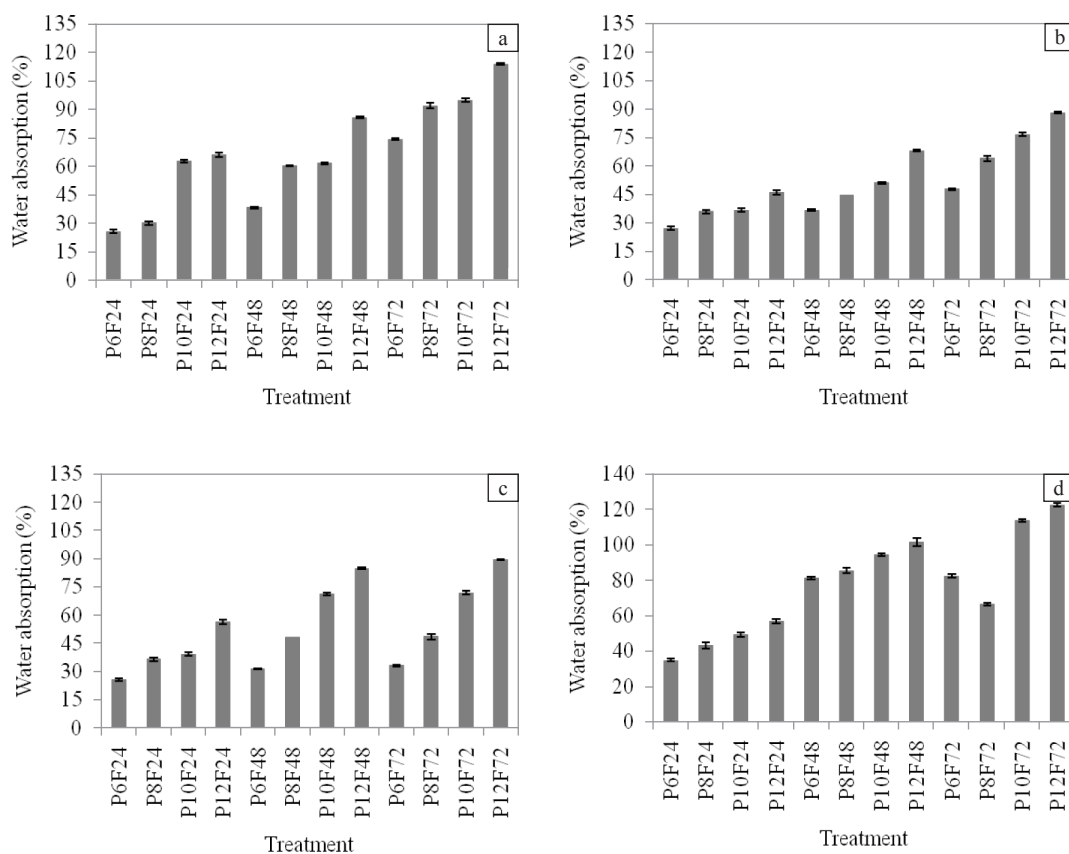 a
Water absorption (%)
135
120
105
90
75
60
45
30
15
0
P6F24
P8F24
P10F24
P12F24
P6F48
P8F48
P10F48
P12F48
P6F72
P8F72
P10F72
P12F72
Treatment
b
Water absorption (%)
135
120
105
90
75
60
45
30
15
0
P6F24
P8F24
P10F24
P12F24
P6F48
P8F48
P10F48
P12F48
P6F72
P8F72
P10F72
P12F72
Treatment
c
Water absorption (%)
135
120
105
90
75
60
45
30
15
0
P6F24
P8F24
P10F24
P12F24
P6F48
P8F48
P10F48
P12F48
P6F72
P8F72
P10F72
P12F72
Treatment
d
Water absorption (%)
140
120
100
80
60
40
20
0
P6F24
P8F24
P10F24
P12F24
P6F48
P8F48
P10F48
P12F48
P6F72
P8F72
P10F72
P12F72
Treatment